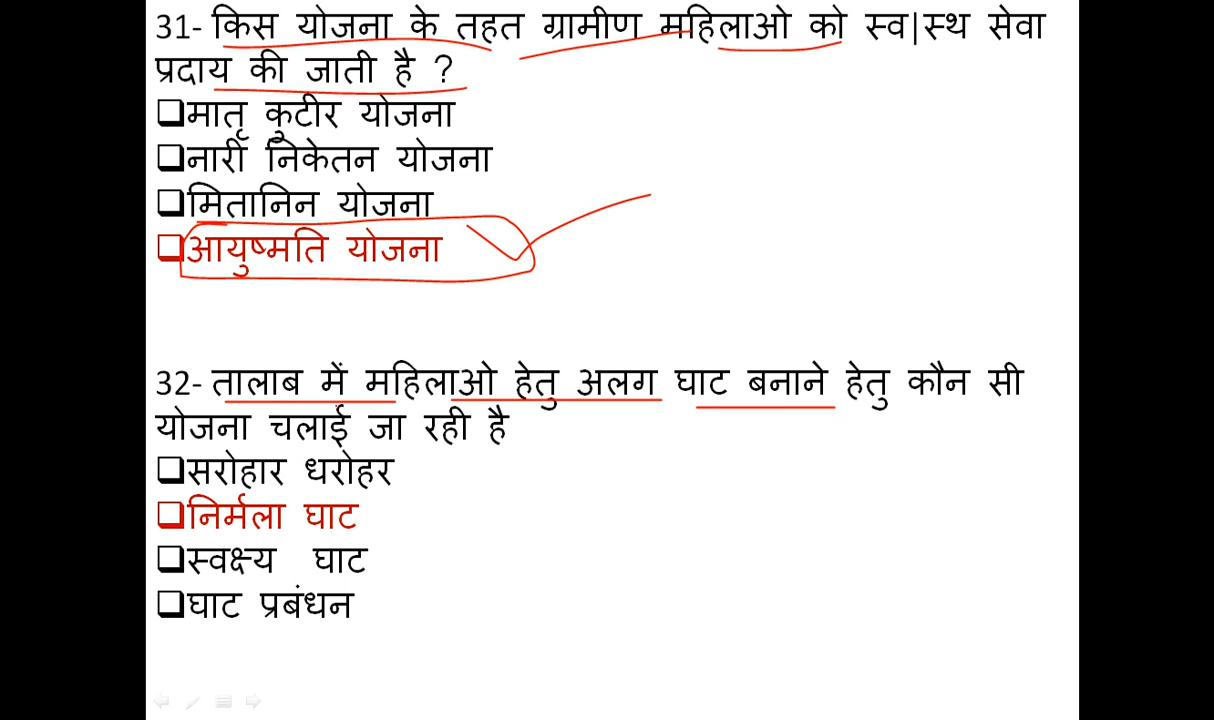 31- किस योजना के तहत ग्रामीण महिलाओ को स्व|स्थ सेवा
प्रदाय की जाती है ?
❑मातृ कुटीर योजना
❑नारी निकेतन योजना
❑मितानिन योजना
❑आयुष्मति योजना
32- तालाब में महिलाओ हेतु अलग घाट बनाने हेतु कौन सी
योजना चलाई जा रही है
❑सरोहार धरोहर
❑निर्मला घाट
❑स्वक्ष्य घाट
❑घाट प्रबंधन